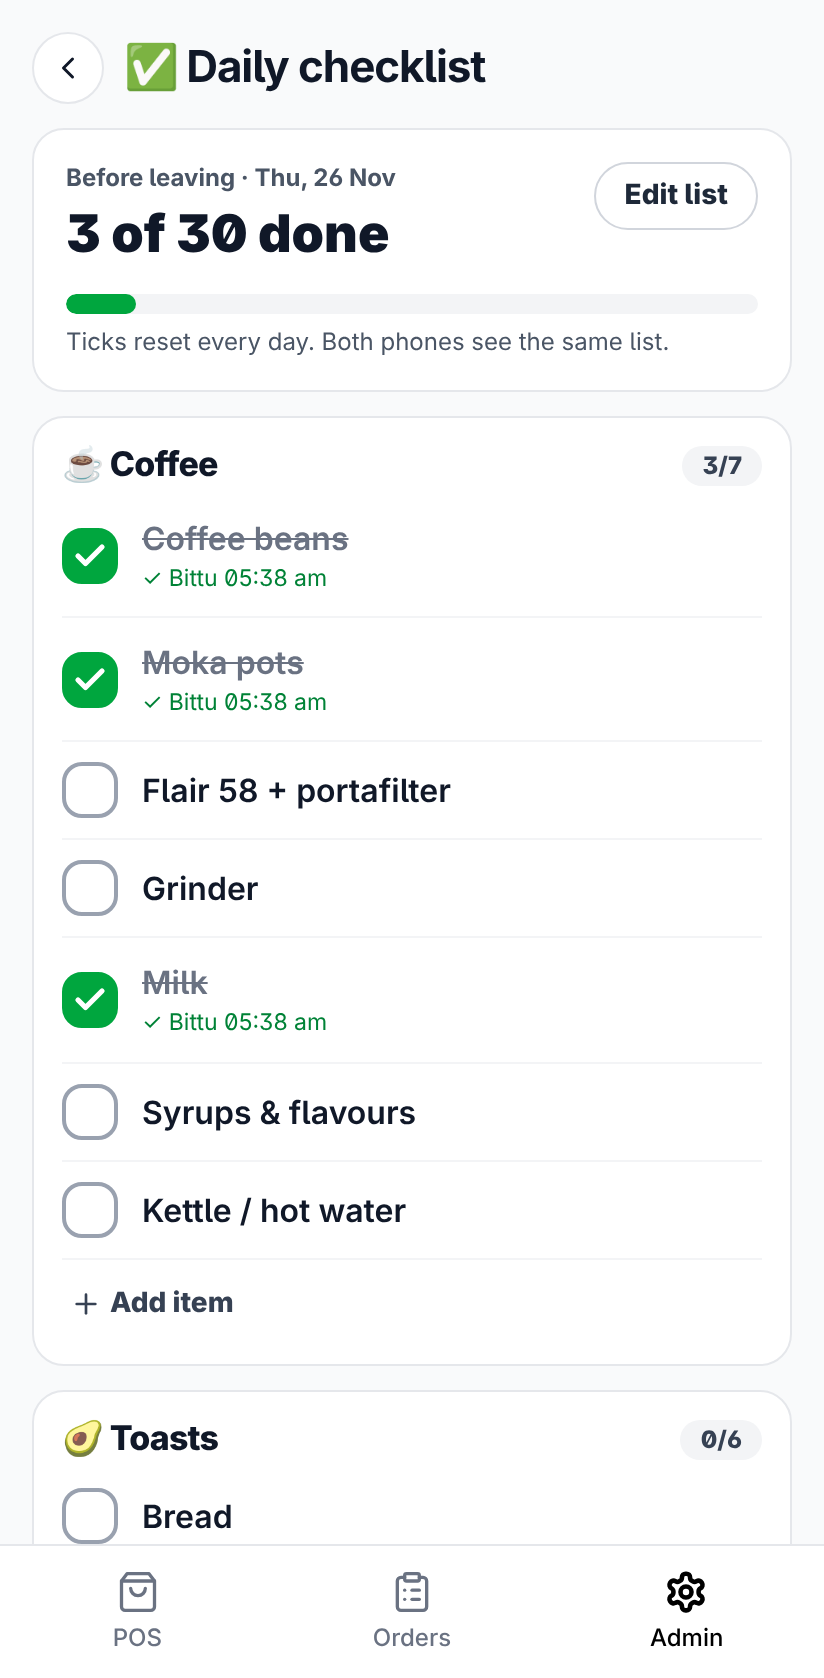 ✅ Daily checklist
Before leaving · Thu, 26 Nov
Edit list
3 of 30 done
Ticks reset every day. Both phones see the same list.
☕ Coffee
3/7
Coffee beans
✓ Bittu 05:38 am
Moka pots
✓ Bittu 05:38 am
Flair 58 + portafilter
Grinder
Milk
✓ Bittu 05:38 am
Syrups & flavours
Kettle / hot water
+ Add item
🥑 Toasts
0/6
Bread
POS
Orders
Admin